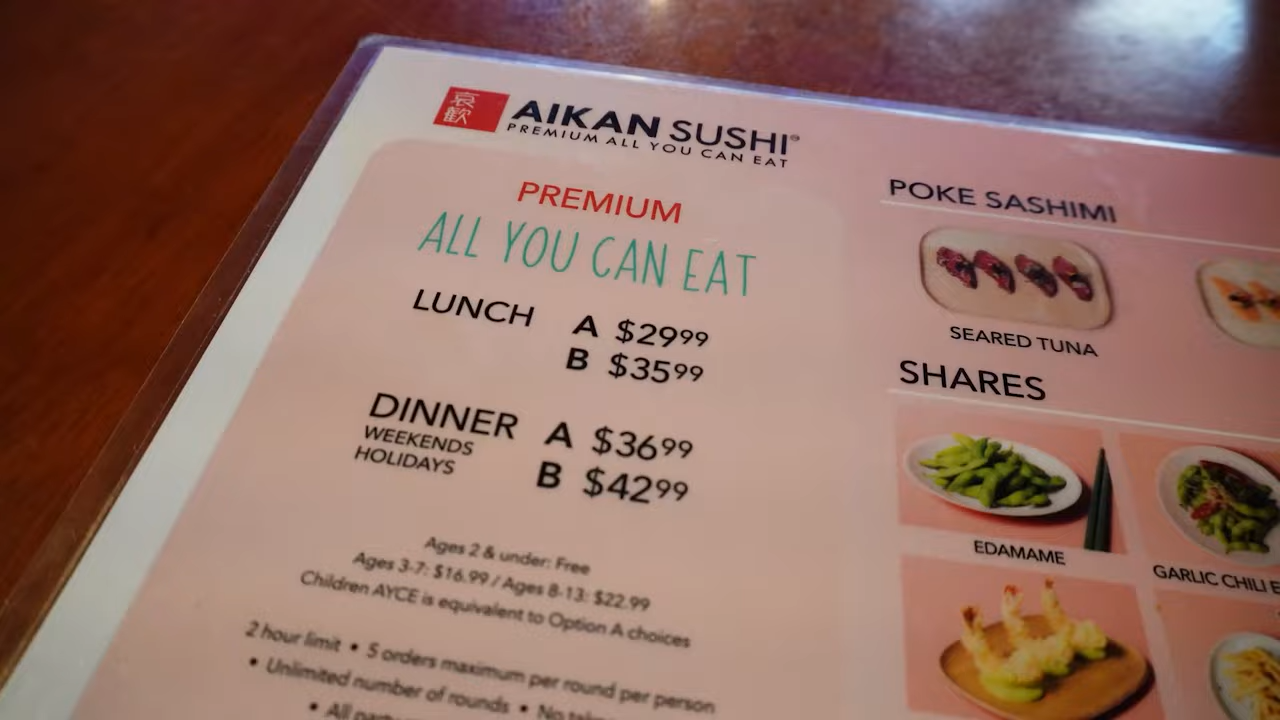 哀
歡
AIKAN SUSHI®
PREMIUM ALL YOU CAN EAT
PREMIUM
ALL YOU CAN EAT
LUNCH A $29.99
B $35.99
DINNER A $36.99
WEEKENDS
HOLIDAYS
B $42.99
Ages 2 & under: Free
Ages 3-7: $16.99 / Ages 8-13: $22.99
Children AYCE is equivalent to Option A choices
2 hour limit • 5 orders maximum per round per person
• Unlimited number of rounds • No
• All
POKE SASHIMI
SEARED TUNA
SHARES
EDAMAME
GARLIC CHILI E